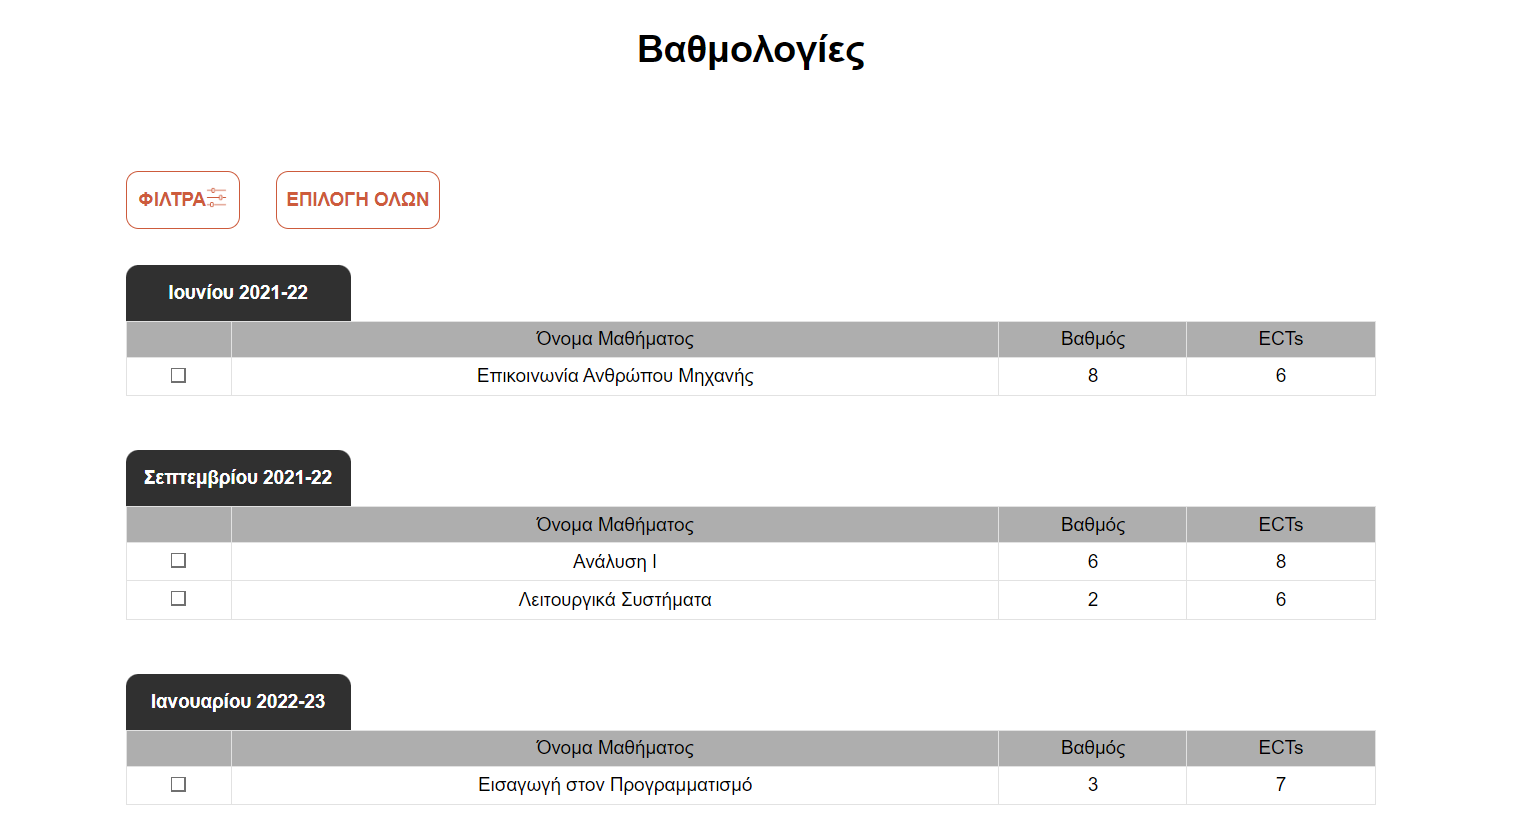 Βαθμολογίες
ΦΙΛΤΡΑ ΕΠΙΛΟΓΗ ΟΛΩΝ
Ιουνίου 2021-22
Όνομα Μαθήματος Βαθμός ECTs
Επικοινωνία Ανθρώπου Μηχανής 8 6
Σεπτεμβρίου 2021-22
Όνομα Μαθήματος Βαθμός ECTs
Ανάλυση Ι 6 8
Λειτουργικά Συστήματα 2 6
Ιανουαρίου 2022-23
Όνομα Μαθήματος Βαθμός ECTs
Εισαγωγή στον Προγραμματισμό 3 7